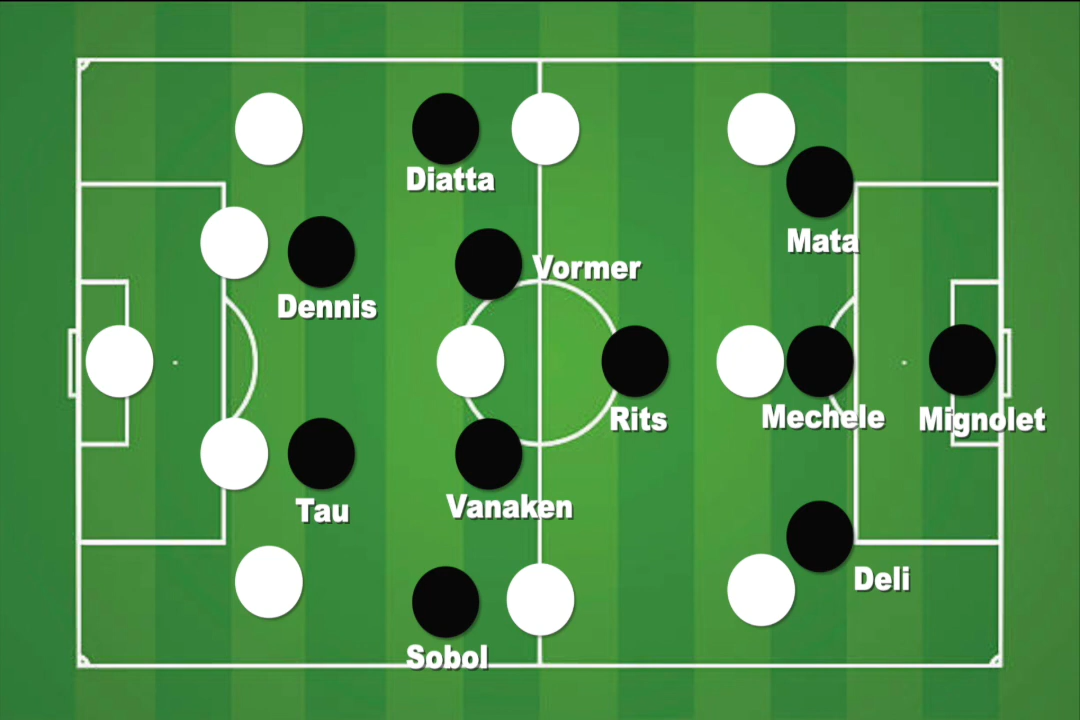 Diatta
Mata
Vormer
Dennis
Rits
Mechele
Mignolet
Tau
Vanaken
Deli
Sobol